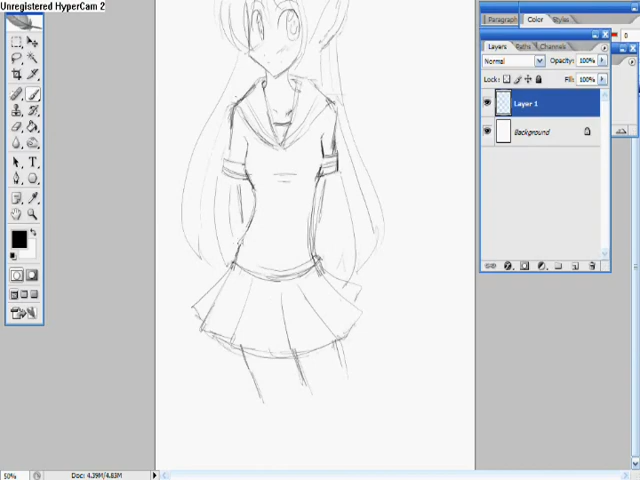 Unregistered HyperCam 2
Paragraph
Color
Styles
0
Layers
Paths
Channels
Normal
Opacity:
100%
Lock:
Fill:
100%
Layer 1
Background
T
50%
Doc: 4.39M/4.83M